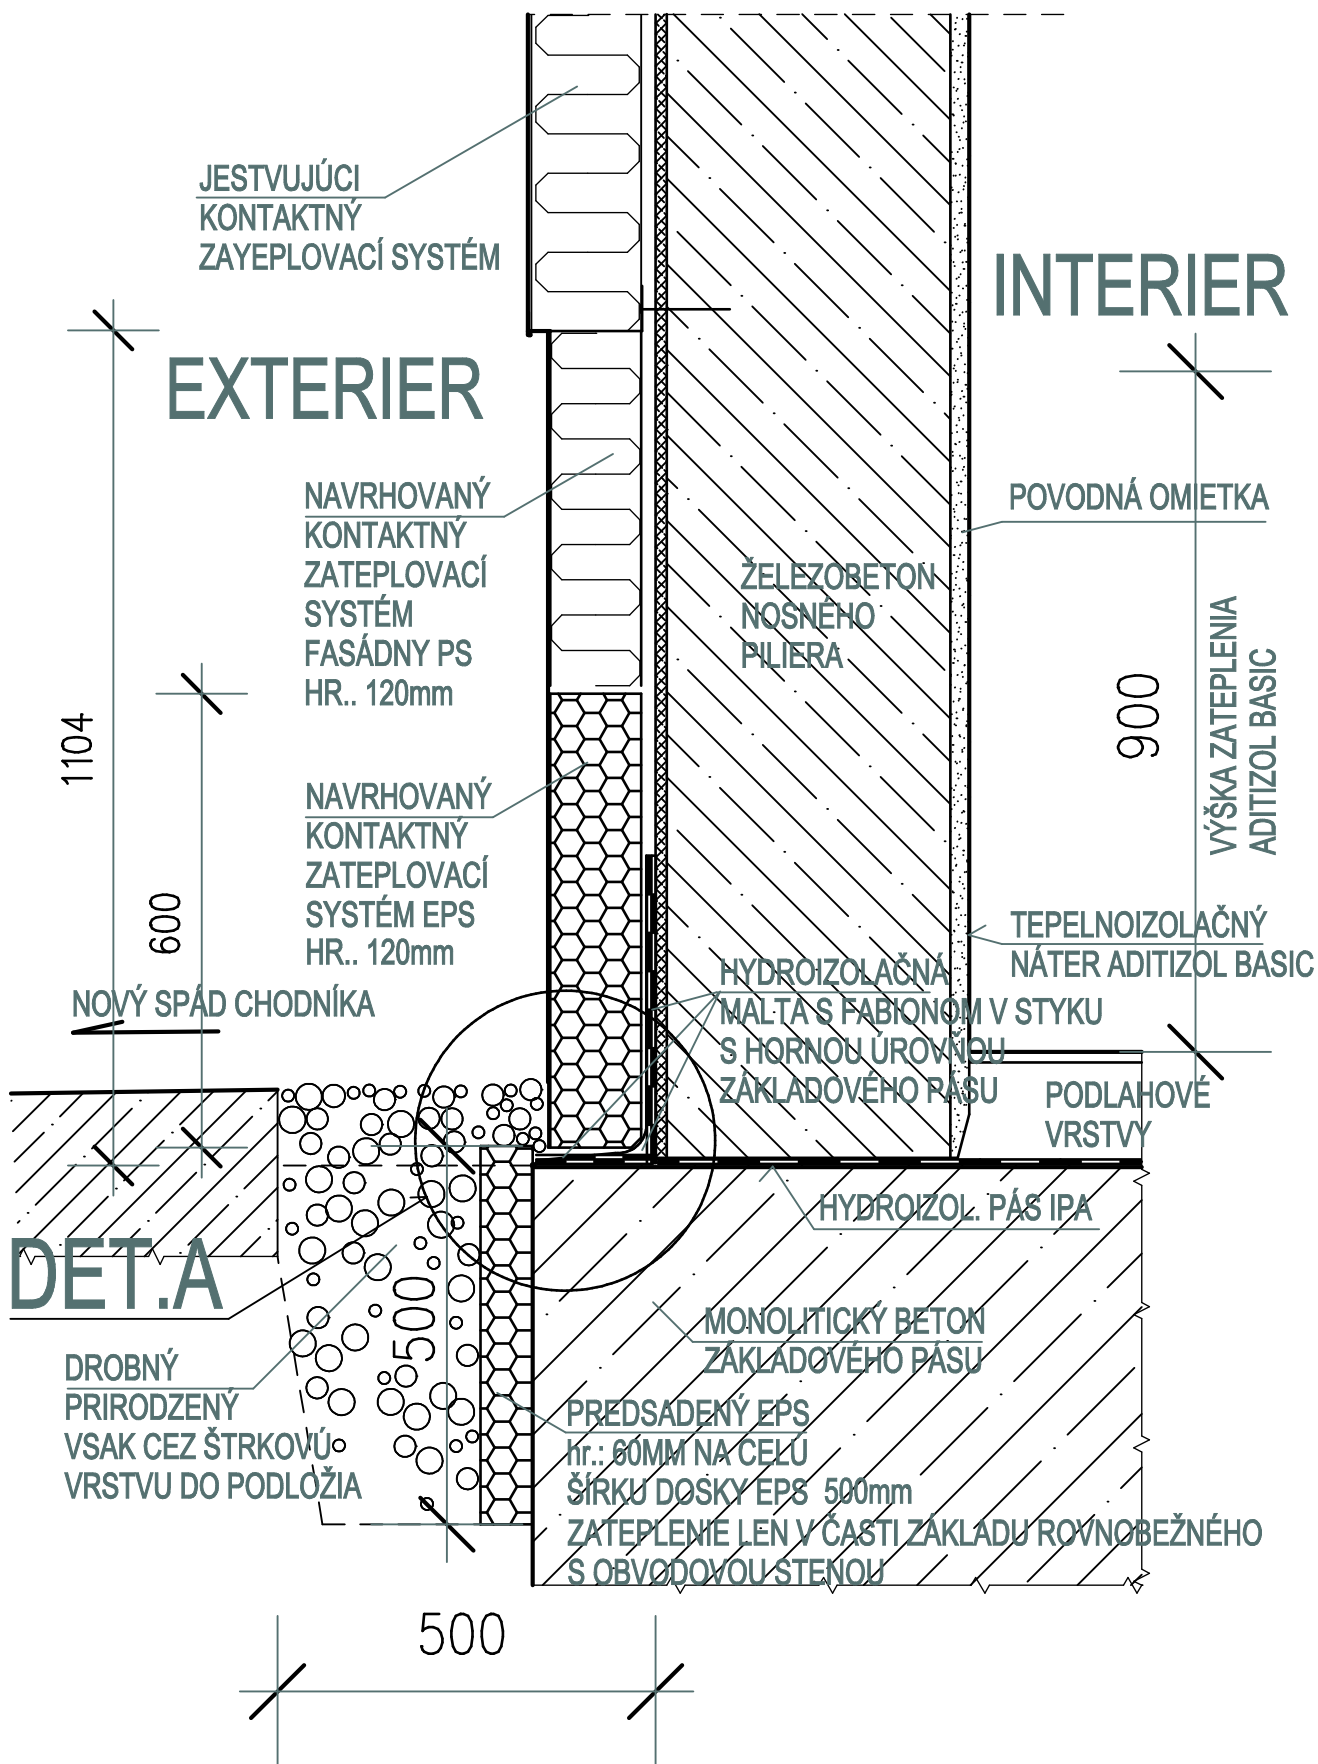 JESTVUJÚCI
KONTAKTNÝ
ZAYEPLOVACÍ SYSTÉM
INTERIER
EXTERIER
NAVRHOVANÝ
KONTAKTNÝ
ZATEPLOVACÍ
SYSTÉM
FASÁDNY PS
HR.. 120mm
POVODNÁ OMIETKA
ŽELEZOBETON
NOSNÉHO
PILIERA
VÝŠKA ZATEPLENIA
ADITIZOL BASIC
900
1104
600
NAVRHOVANÝ
KONTAKTNÝ
ZATEPLOVACÍ
SYSTÉM EPS
HR.. 120mm
TEPELNOIZOLAČNÝ
NÁTER ADITIZOL BASIC
HYDROIZOLAČNÁ
MALTA S FABIONOM V STYKU
S HORNOU ÚROVŇOU
ZÁKLADOVÉHO PÁSU
NOVÝ SPÁD CHODNÍKA
PODLAHOVÉ
VRSTVY
HYDROIZOL. PÁS IPA
DET.A
500
MONOLITICKÝ BETON
ZÁKLADOVÉHO PÁSU
DROBNÝ
PRIRODZENÝ
VSAK CEZ ŠTRKOVÚ
VRSTVU DO PODLOŽIA
PREDSADENÝ EPS
hr.: 60MM NA CELÚ
ŠÍRKU DOSKY EPS 500mm
ZATEPLENIE LEN V ČASTI ZÁKLADU ROVNOBEŽNÉHO
S OBVODOVOU STENOU
500